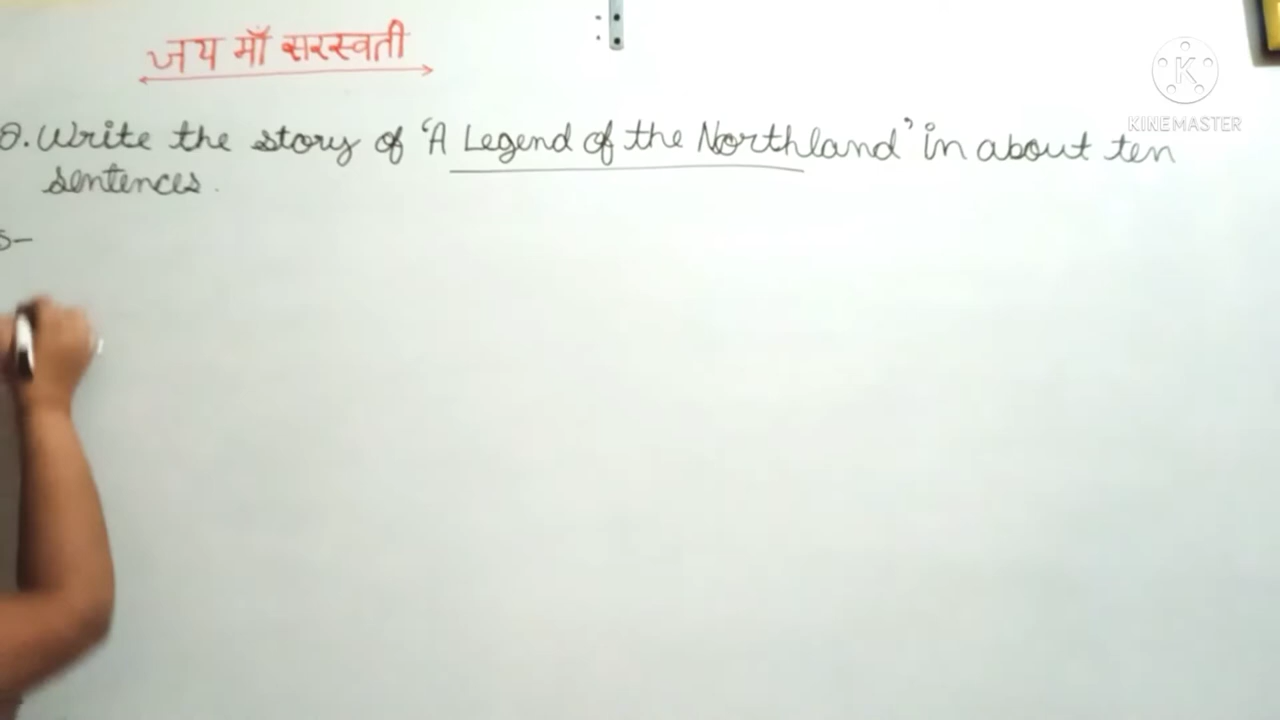 जय माँ सरस्वती
KINEMASTER
Q. Write the story of 'A Legend of the Northland' in about ten
sentences.
s-